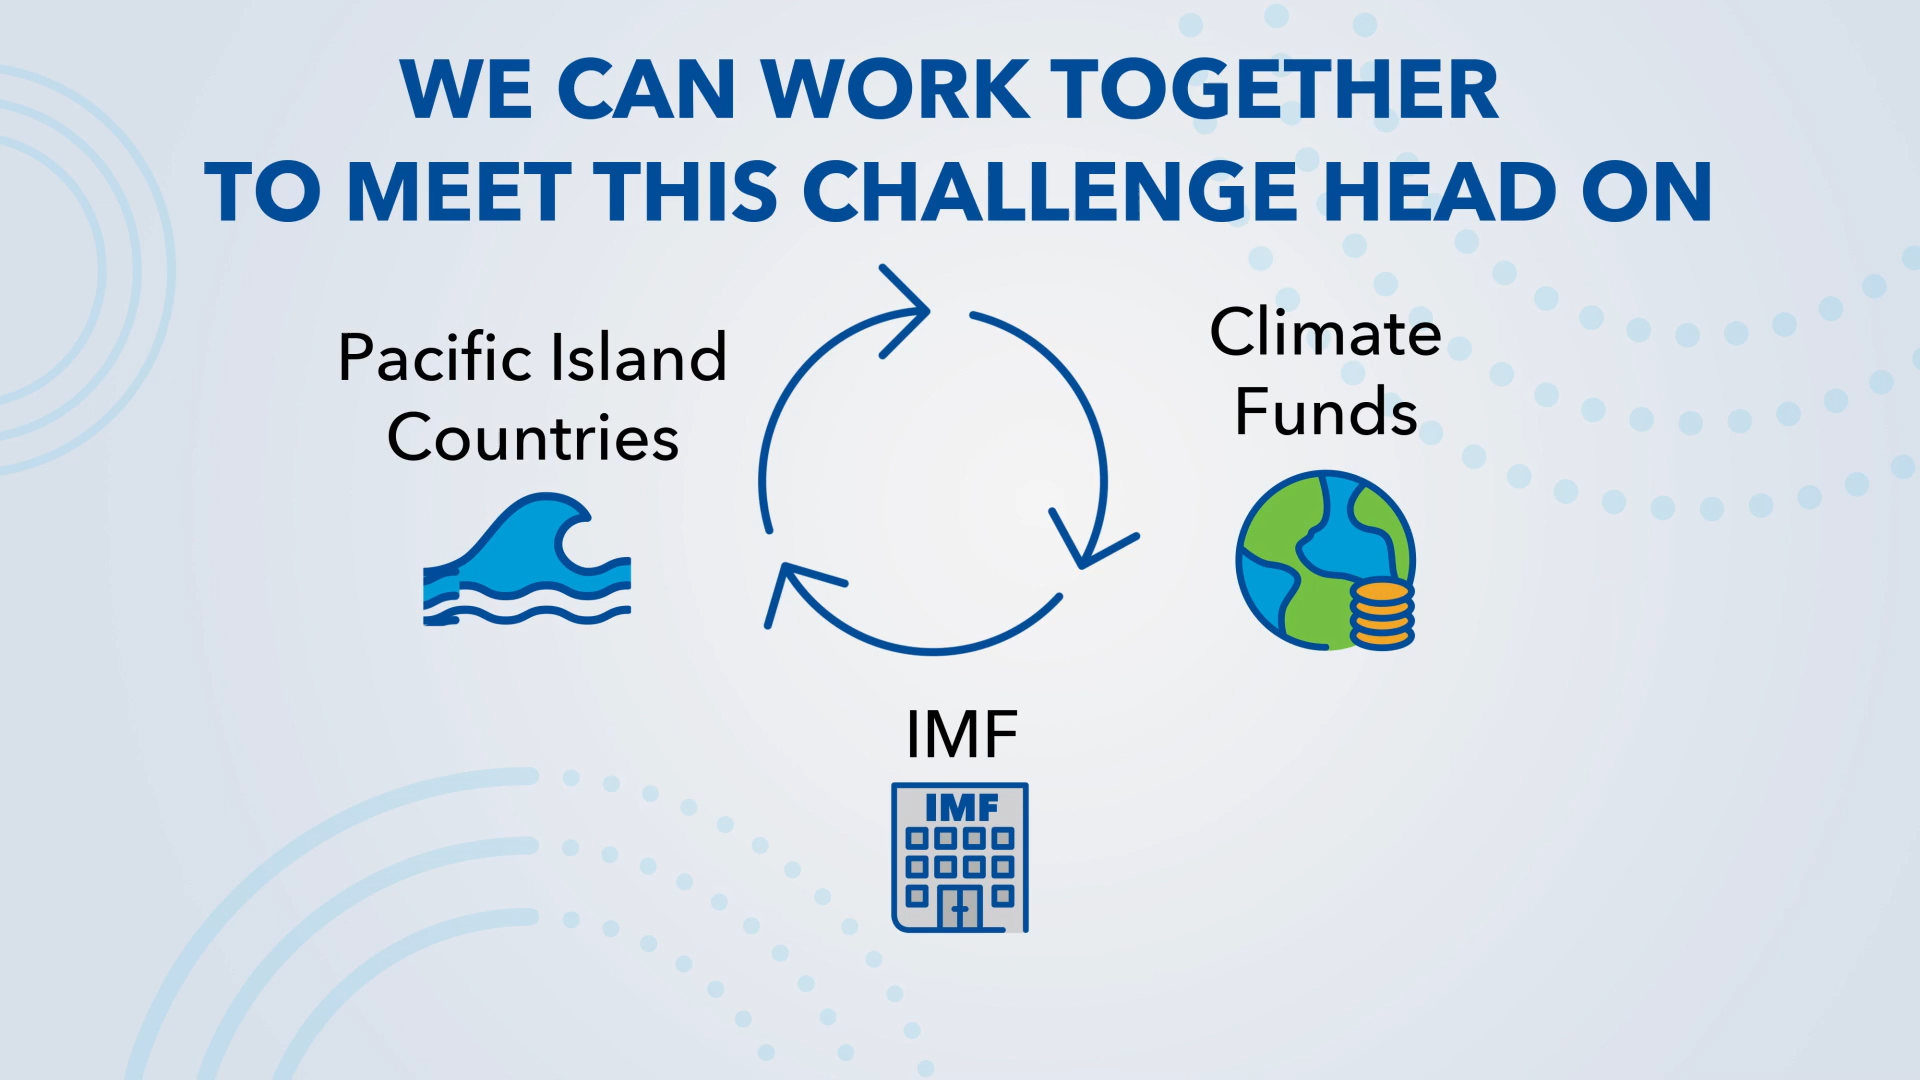 WE CAN WORK TOGETHER
TO MEET THIS CHALLENGE HEAD ON
Pacific Island
Countries
Climate
Funds
IMF
IMF